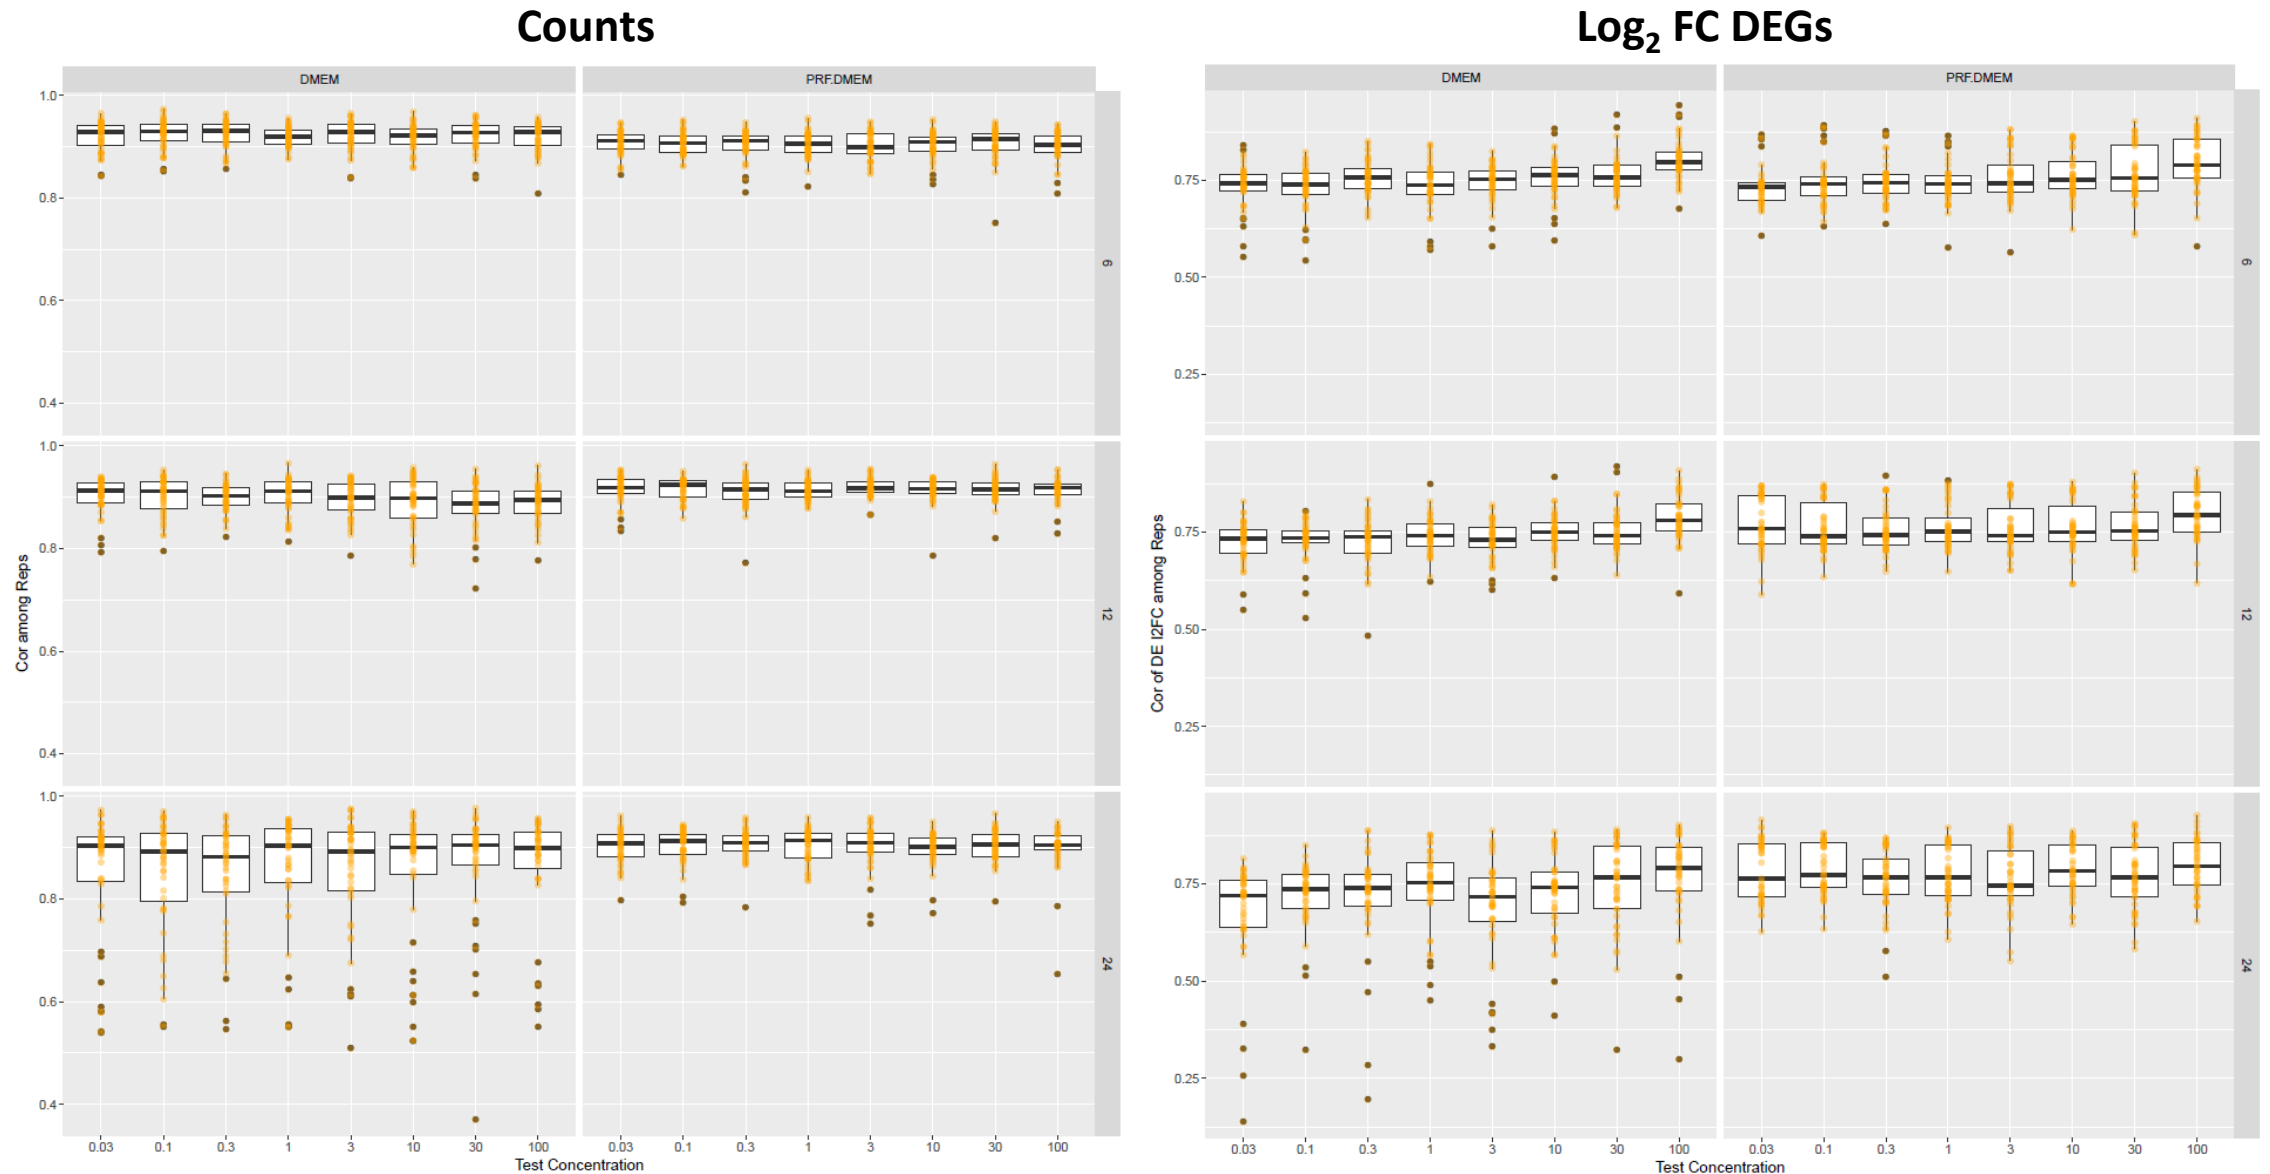 Counts
Log2 FC DEGs
DMEM
PRF.DMEM
DMEM
PRF.DMEM
1.0
0.8
0.6
0.4
6
0.75
0.50
0.25
6
1.0
0.8
0.6
0.4
12
0.75
0.50
0.25
12
1.0
0.8
0.6
0.4
24
0.75
0.50
0.25
24
Cor among Reps
Cor of DE l2FC among Reps
0.03 0.1 0.3 1 3 10 30 100
0.03 0.1 0.3 1 3 10 30 100
0.03 0.1 0.3 1 3 10 30 100
0.03 0.1 0.3 1 3 10 30 100
Test Concentration
Test Concentration